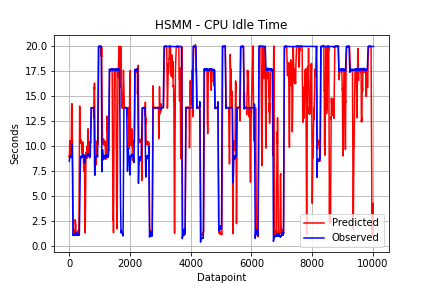 HSMM - CPU Idle Time
20.0
17.5
15.0
12.5
10.0
7.5
5.0
2.5
0.0
Seconds
Predicted
Observed
0 2000 4000 6000 8000 10000
Datapoint